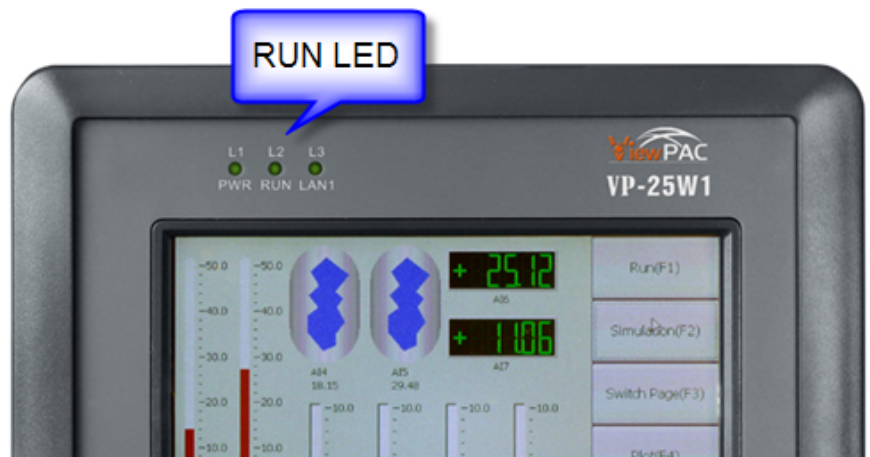 RUN LED
L1 L2 L3
PWR RUN LAN1
ViewPAC
VP-25W1
50.0 50.0
+ 25.12
AI6
Run(F1)
40.0 40.0
+ 11.06
AI7
Simulation(F2)
30.0 30.0
AI4 AI5
18.15 29.48
Switch Page(F3)
20.0 20.0
10.0 10.0 10.0 10.0
10.0 10.0
Plot(F4)